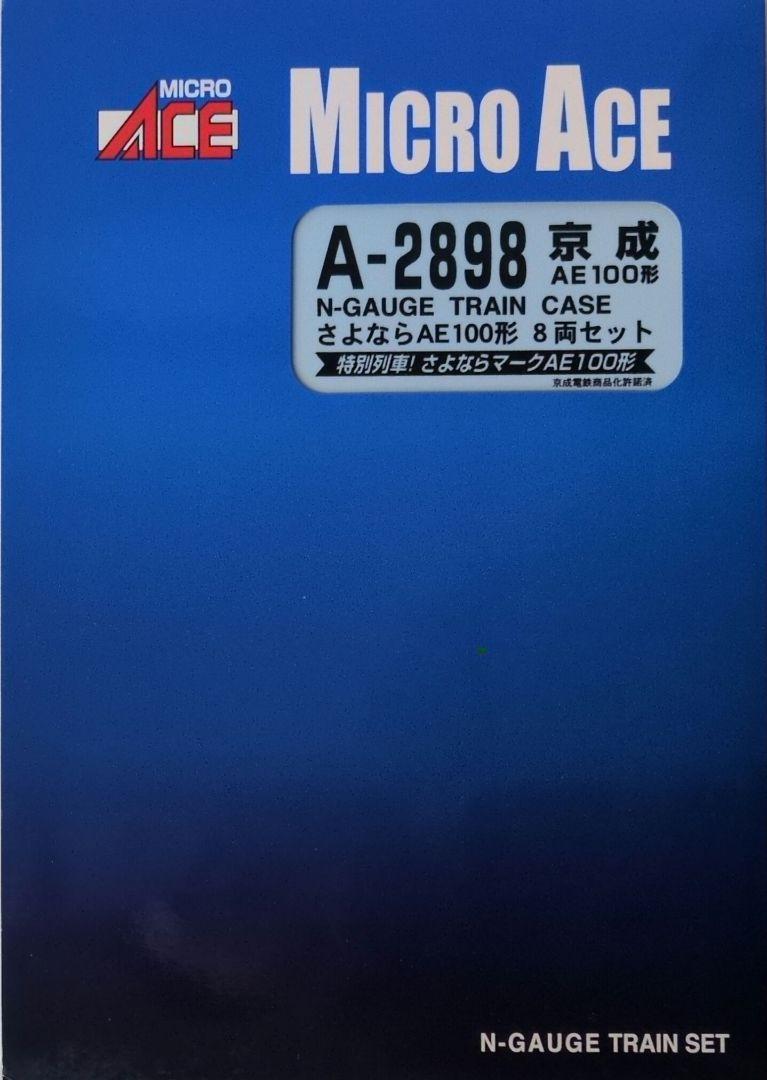 MICRO
ACE
MICRO ACE
A-2898 京成
AE100形
N-GAUGE TRAIN CASE
さよならAE100形 8両セット
特別列車!さよならマークAE100形
京成電鉄商品化許諾済
N-GAUGE TRAIN SET